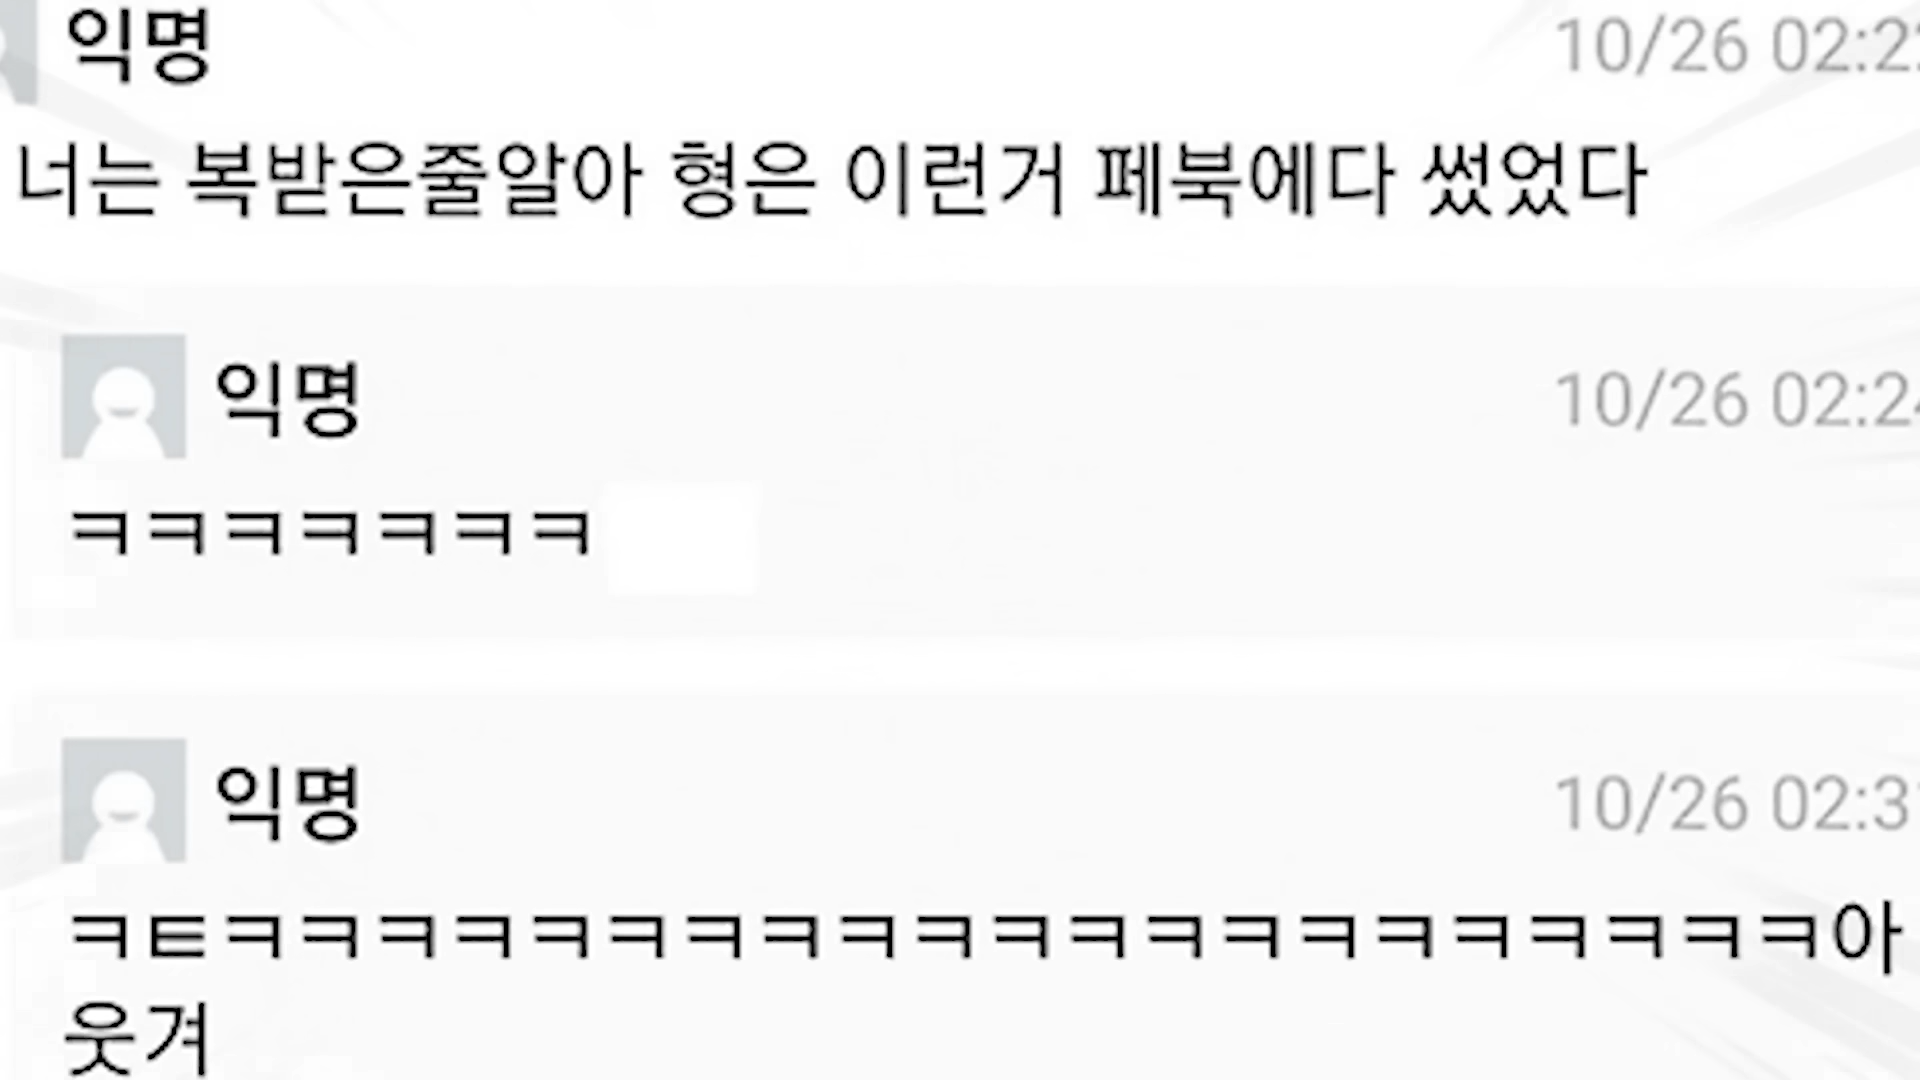 익명 10/26 02:22
너는 복받은줄알아 형은 이런거 페북에다 썼었다
익명 10/26 02:24
ㅋㅋㅋㅋㅋㅋㅋ
익명 10/26 02:3
ㅋㅌㅋㅋㅋㅋㅋㅋㅋㅋㅋㅋㅋㅋㅋㅋㅋㅋㅋㅋㅋㅋㅋ아
웃겨